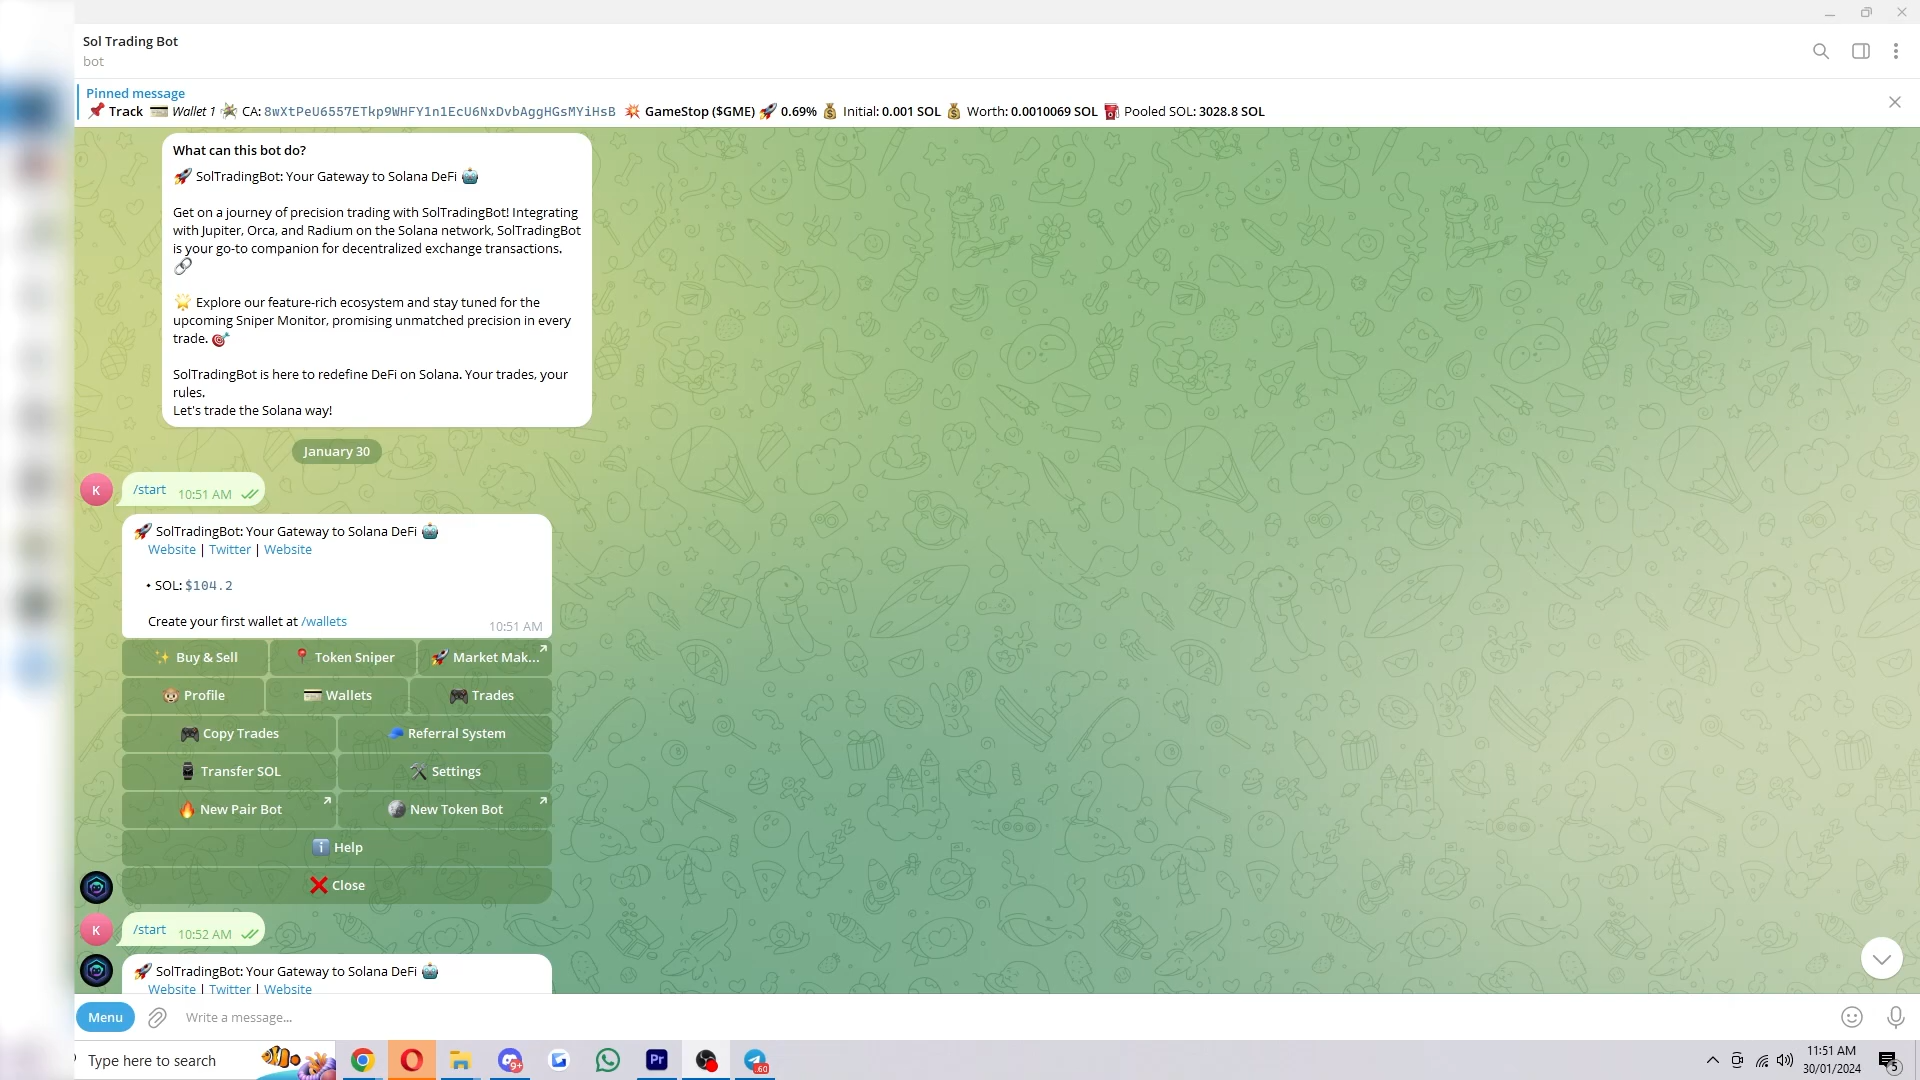 Sol Trading Bot
bot
Pinned message
Track Wallet 1 CA: 8wXtPeU6557ETkp9WHFY1n1EcU6NxDvbAggHGsMYiHsB GameStop ($GME) 0.69% Initial: 0.001 SOL Worth: 0.0010069 SOL Pooled SOL: 3028.8 SOL
What can this bot do?
SolTradingBot: Your Gateway to Solana DeFi
Get on a journey of precision trading with SolTradingBot! Integrating
with Jupiter, Orca, and Radium on the Solana network, SolTradingBot
is your go-to companion for decentralized exchange transactions.
Explore our feature-rich ecosystem and stay tuned for the
upcoming Sniper Monitor, promising unmatched precision in every
trade.
SolTradingBot is here to redefine DeFi on Solana. Your trades, your
rules.
Let's trade the Solana way!
January 30
K
/start 10:51 AM
SolTradingBot: Your Gateway to Solana DeFi
Website | Twitter | Website
• SOL: $104.2
Create your first wallet at /wallets
10:51 AM
Buy & Sell Token Sniper Market Mak...
Profile Wallets Trades
Copy Trades Referral System
Transfer SOL Settings
New Pair Bot New Token Bot
Help
Close
K
/start 10:52 AM
SolTradingBot: Your Gateway to Solana DeFi
Website | Twitter | Website
Menu Write a message...
Type here to search
9+
Pr
.60
11:51 AM
30/01/2024
5